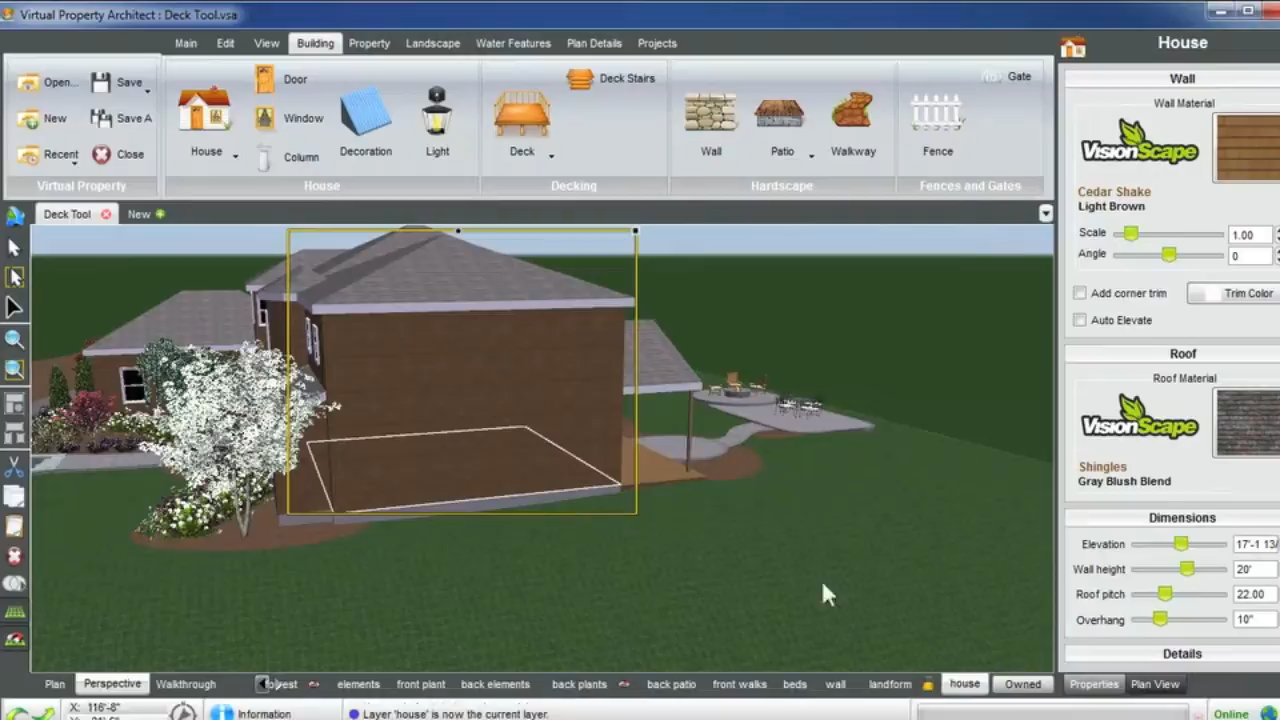 Virtual Property Architect : Deck Tool.vsa
Main Edit View Building Property Landscape Water Features Plan Details Projects
Open... Save
New Save A
Recent Close
Virtual Property
House Door Window Column Decoration Light
House
Deck Deck Stairs
Decking
Wall Patio Walkway
Hardscape
Fence Gate
Fences and Gates
Deck Tool New
House
Wall
Wall Material
VisionScape
Cedar Shake
Light Brown
Scale 1.00
Angle 0
Add corner trim Trim Color
Auto Elevate
Roof
Roof Material
VisionScape
Shingles
Gray Blush Blend
Dimensions
Elevation 17'-1 13/
Wall height 20'
Roof pitch 22.00
Overhang 10"
Details
Plan Perspective Walkthrough elements front plant back elements back plants back patio front walks beds wall landform house Owned
Properties Plan View
X: 116'-8"
Information
Layer 'house' is now the current layer.
Online